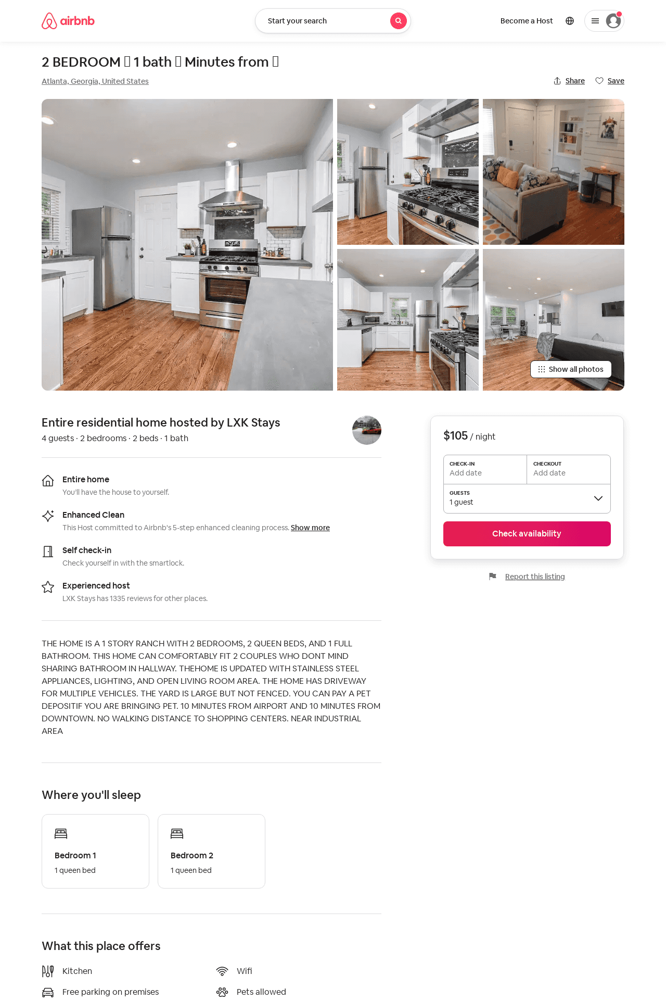 airbnb
Start your search
Become a Host
2 BEDROOM 1 bath Minutes from
Atlanta, Georgia, United States
Share
Save
Show all photos
Entire residential home hosted by LXK Stays
4 guests · 2 bedrooms · 2 beds · 1 bath
Entire home
You’ll have the house to yourself.
Enhanced Clean
This Host committed to Airbnb's 5-step enhanced cleaning process. Show more
Self check-in
Check yourself in with the smartlock.
Experienced host
LXK Stays has 1335 reviews for other places.
$105 / night
CHECK-IN
Add date
CHECKOUT
Add date
GUESTS
1 guest
Check availability
Report this listing
THE HOME IS A 1 STORY RANCH WITH 2 BEDROOMS, 2 QUEEN BEDS, AND 1 FULL
BATHROOM. THIS HOME CAN COMFORTABLY FIT 2 COUPLES WHO DONT MIND
SHARING BATHROOM IN HALLWAY. THEHOME IS UPDATED WITH STAINLESS STEEL
APPLIANCES, LIGHTING, AND OPEN LIVING ROOM AREA. THE HOME HAS DRIVEWAY
FOR MULTIPLE VEHICLES. THE YARD IS LARGE BUT NOT FENCED. YOU CAN PAY A PET
DEPOSITIF YOU ARE BRINGING PET. 10 MINUTES FROM AIRPORT AND 10 MINUTES FROM
DOWNTOWN. NO WALKING DISTANCE TO SHOPPING CENTERS. NEAR INDUSTRIAL
AREA
Where you'll sleep
Bedroom 1
1 queen bed
Bedroom 2
1 queen bed
What this place offers
Kitchen
Wifi
Free parking on premises
Pets allowed